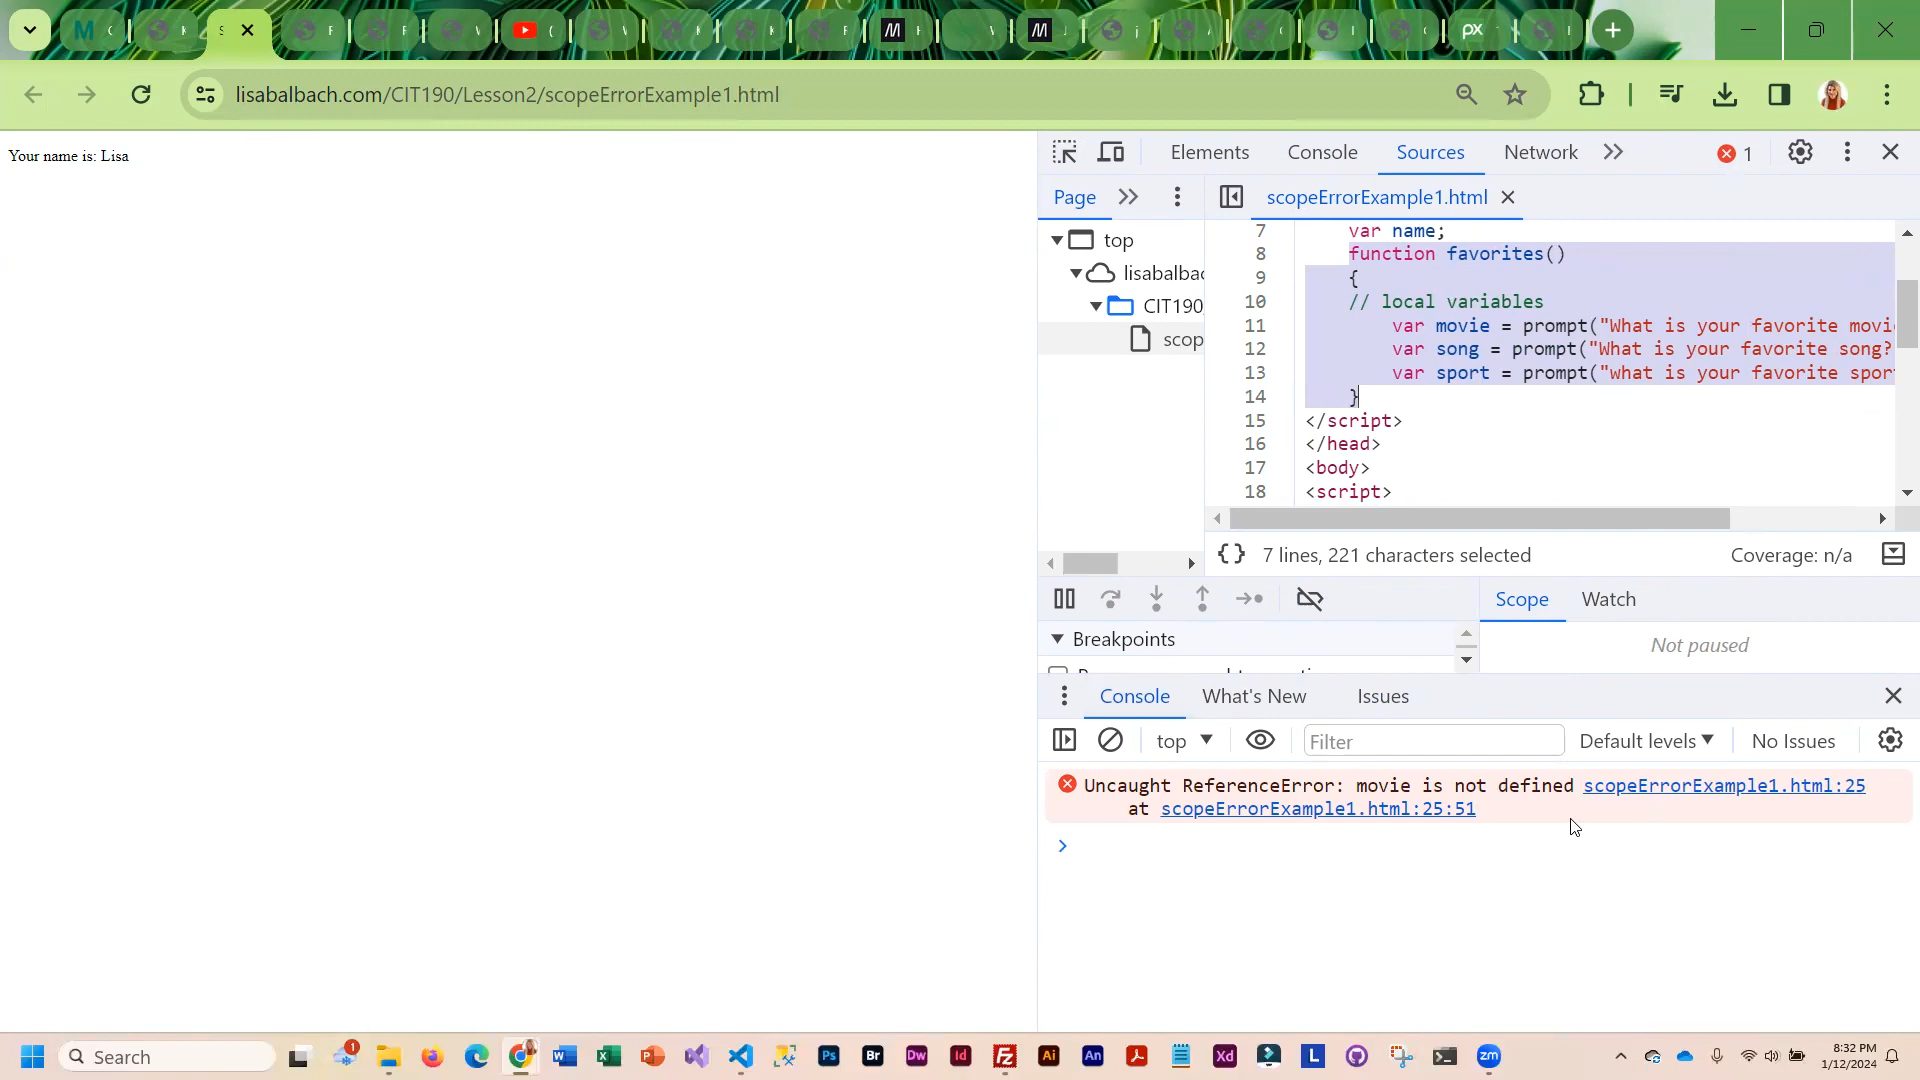 lisabalbach.com/CIT190/Lesson2/scopeErrorExample1.html
Your name is: Lisa
Elements Console Sources Network 1
Page
scopeErrorExample1.html
top
lisabalbac
CIT190
scop
7 var name;
8 function favorites()
9 {
10 // local variables
11 var movie = prompt("What is your favorite movi
12 var song = prompt("What is your favorite song?
13 var sport = prompt("what is your favorite spor
14 }
15 </script>
16 </head>
17 <body>
18 <script>
{} 7 lines, 221 characters selected Coverage: n/a
Scope Watch
Breakpoints
Not paused
Console What's New Issues
top Filter Default levels No Issues
Uncaught ReferenceError: movie is not defined scopeErrorExample1.html:25
at scopeErrorExample1.html:25:51
Search
8:32 PM
1/12/2024